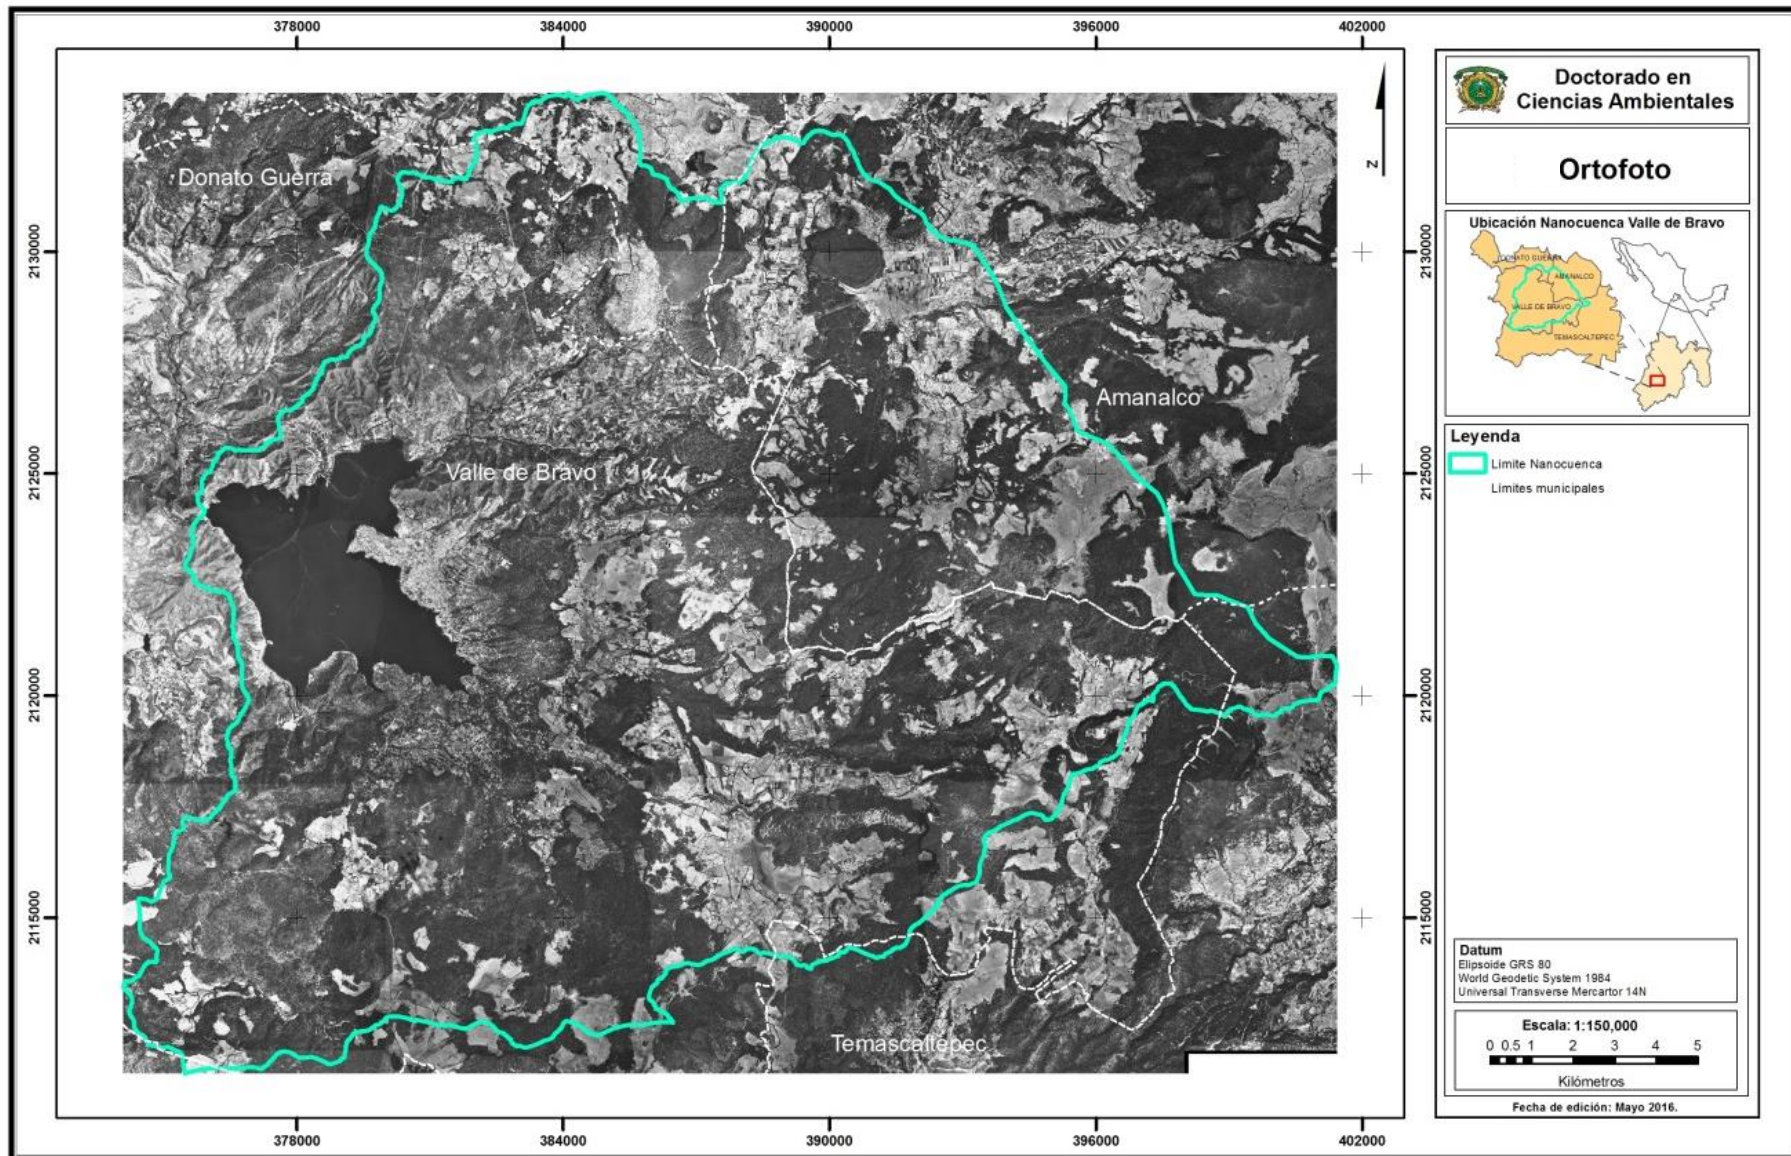 378000
384000
390000
396000
402000
2130000
2125000
2120000
2115000
Donato Guerra
Amanalco
Valle de Bravo
Temascaltepec
N
2130000
2125000
2120000
2115000
378000
384000
390000
396000
402000
Doctorado en
Ciencias Ambientales
Ortofoto
Ubicación Nanocuenca Valle de Bravo
DONATO GUERRA
AMANALCO
VALLE DE BRAVO
TEMASCALTEPEC
Leyenda
Limite Nanocuenca
Limites municipales
Datum
Elipsoide GRS 80
World Geodetic System 1984
Universal Transverse Mercartor 14N
Escala: 1:150,000
0 0.5 1 2 3 4 5
Kilómetros
Fecha de edición: Mayo 2016.